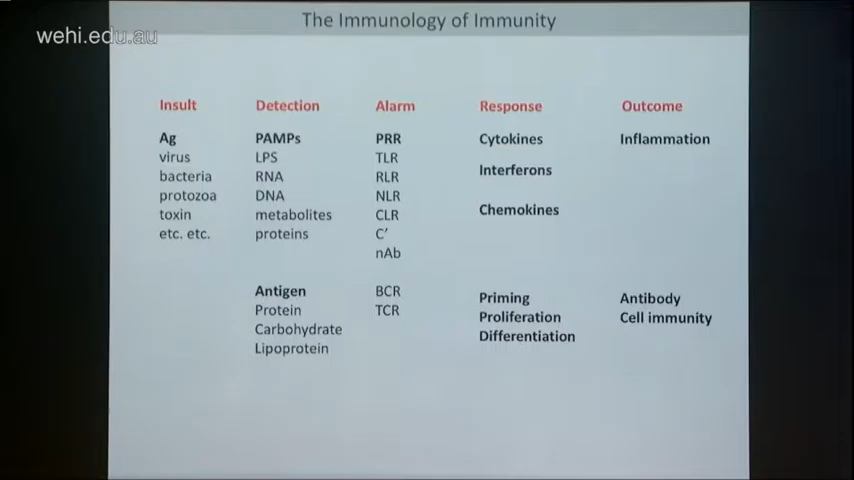 The Immunology of Immunity
wehi.edu.au
Insult Detection Alarm Response Outcome
Ag PAMPs PRR Cytokines Inflammation
virus LPS TLR
bacteria RNA RLR Interferons
protozoa DNA NLR
toxin metabolites CLR Chemokines
etc. etc. proteins C’
nAb
Antigen BCR Priming Antibody
Protein TCR Proliferation Cell immunity
Carbohydrate Differentiation
Lipoprotein